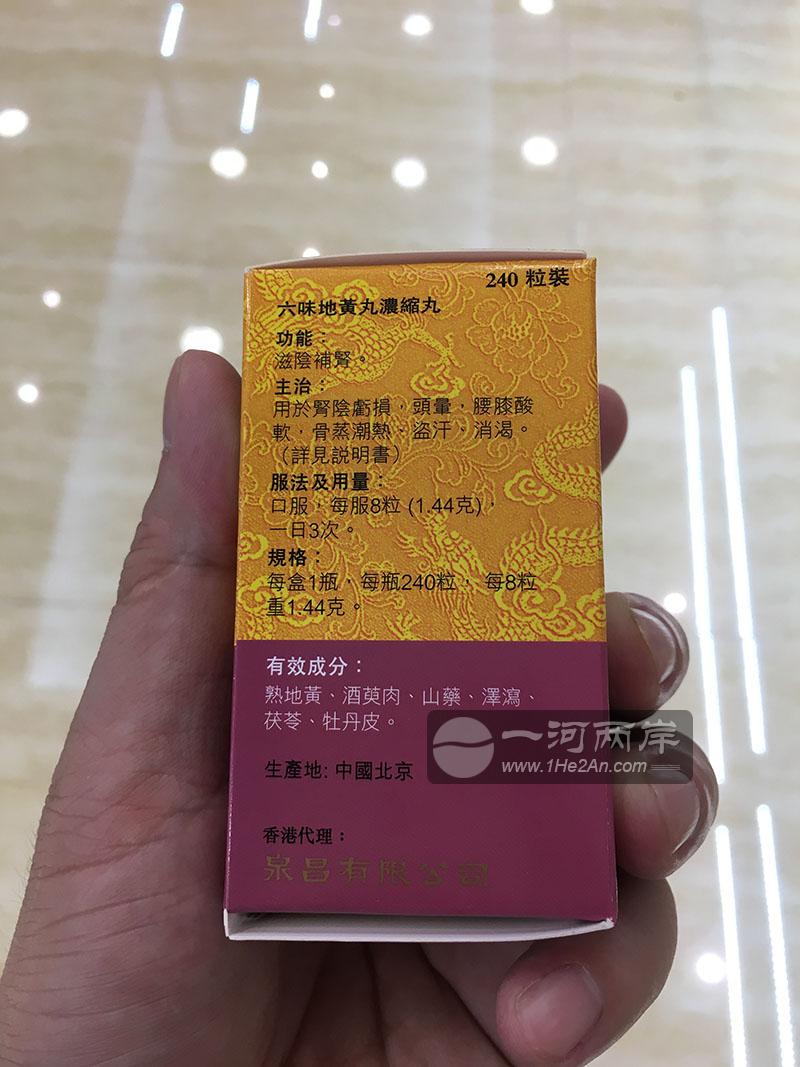 240 粒裝
六味地黃丸濃縮丸
功能：
滋陰補腎。
主治：
用於腎陰虧損，頭暈，腰膝酸
軟，骨蒸潮熱、盜汗、消渴。
（詳見説明書）
服法及用量：
口服，每服8粒 (1.44克)，
一日3次。
規格：
每盒1瓶，每瓶240粒， 每8粒
重1.44克。
有效成分：
熟地黃、酒萸肉、山藥、澤瀉、
茯苓、牡丹皮。
一河两岸
www.1He2An.com
生產地: 中國北京
香港代理：
泉昌有限公司